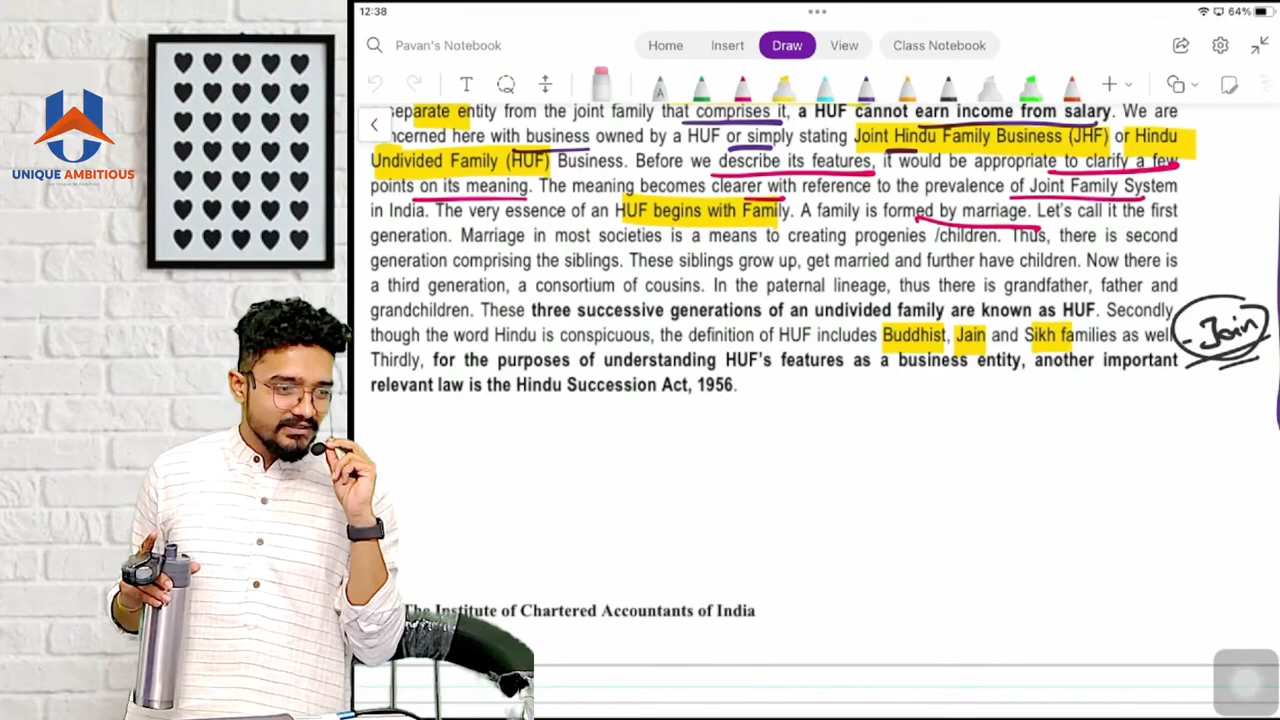 12:38
64%
Pavan's Notebook
Home
Insert
Draw
View
Class Notebook
UNIQUE AMBITIOUS
separate entity from the joint family that comprises it, a HUF cannot earn income from salary. We are
concerned here with business owned by a HUF or simply stating Joint Hindu Family Business (JHF) or Hindu
Undivided Family (HUF) Business. Before we describe its features, it would be appropriate to clarify a few
points on its meaning. The meaning becomes clearer with reference to the prevalence of Joint Family System
in India. The very essence of an HUF begins with Family. A family is formed by marriage. Let's call it the first
generation. Marriage in most societies is a means to creating progenies /children. Thus, there is second
generation comprising the siblings. These siblings grow up, get married and further have children. Now there is
a third generation, a consortium of cousins. In the paternal lineage, thus there is grandfather, father and
grandchildren. These three successive generations of an undivided family are known as HUF. Secondly
though the word Hindu is conspicuous, the definition of HUF includes Buddhist, Jain and Sikh families as well.
Thirdly, for the purposes of understanding HUF's features as a business entity, another important
relevant law is the Hindu Succession Act, 1956.
- Join
The Institute of Chartered Accountants of India